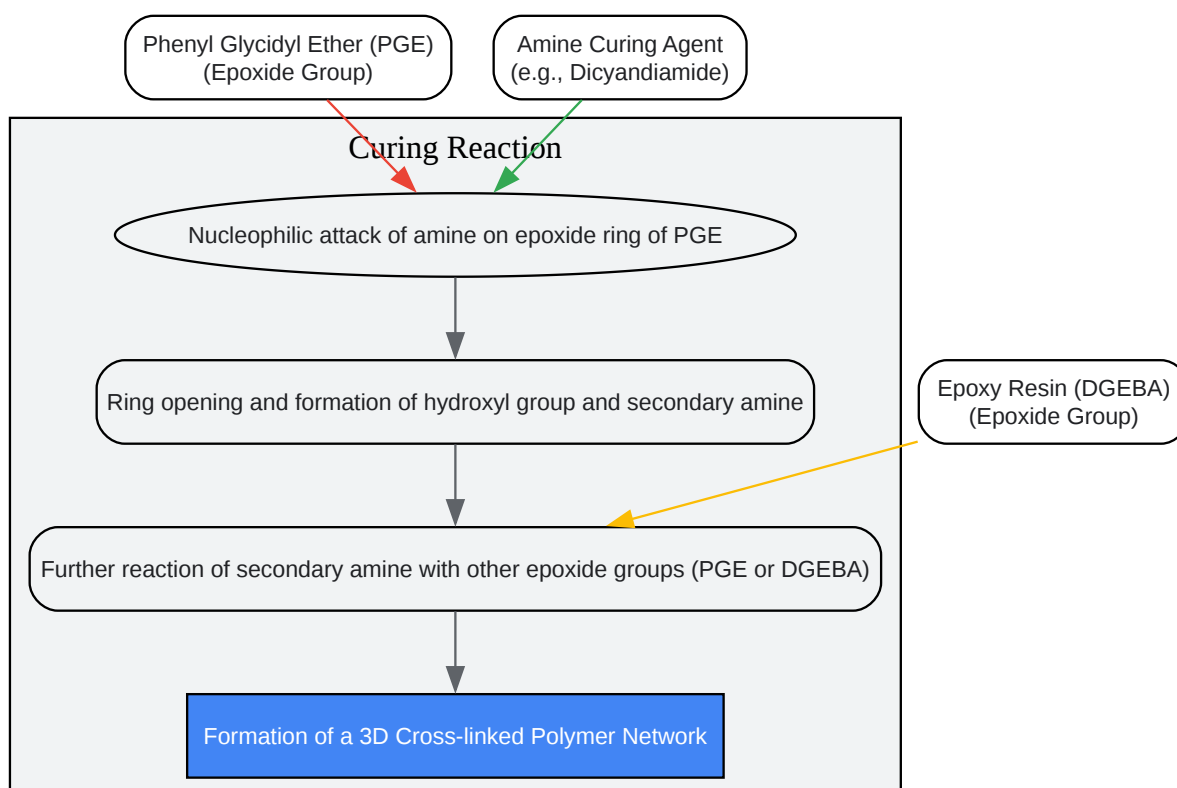 Phenyl Glycidyl Ether (PGE)
(Epoxide Group)
Amine Curing Agent
(e.g., Dicyandiamide)
Curing Reaction
Nucleophilic attack of amine on epoxide ring of PGE
Ring opening and formation of hydroxyl group and secondary amine
Epoxy Resin (DGEBA)
(Epoxide Group)
Further reaction of secondary amine with other epoxide groups (PGE or DGEBA)
Formation of a 3D Cross-linked Polymer Network